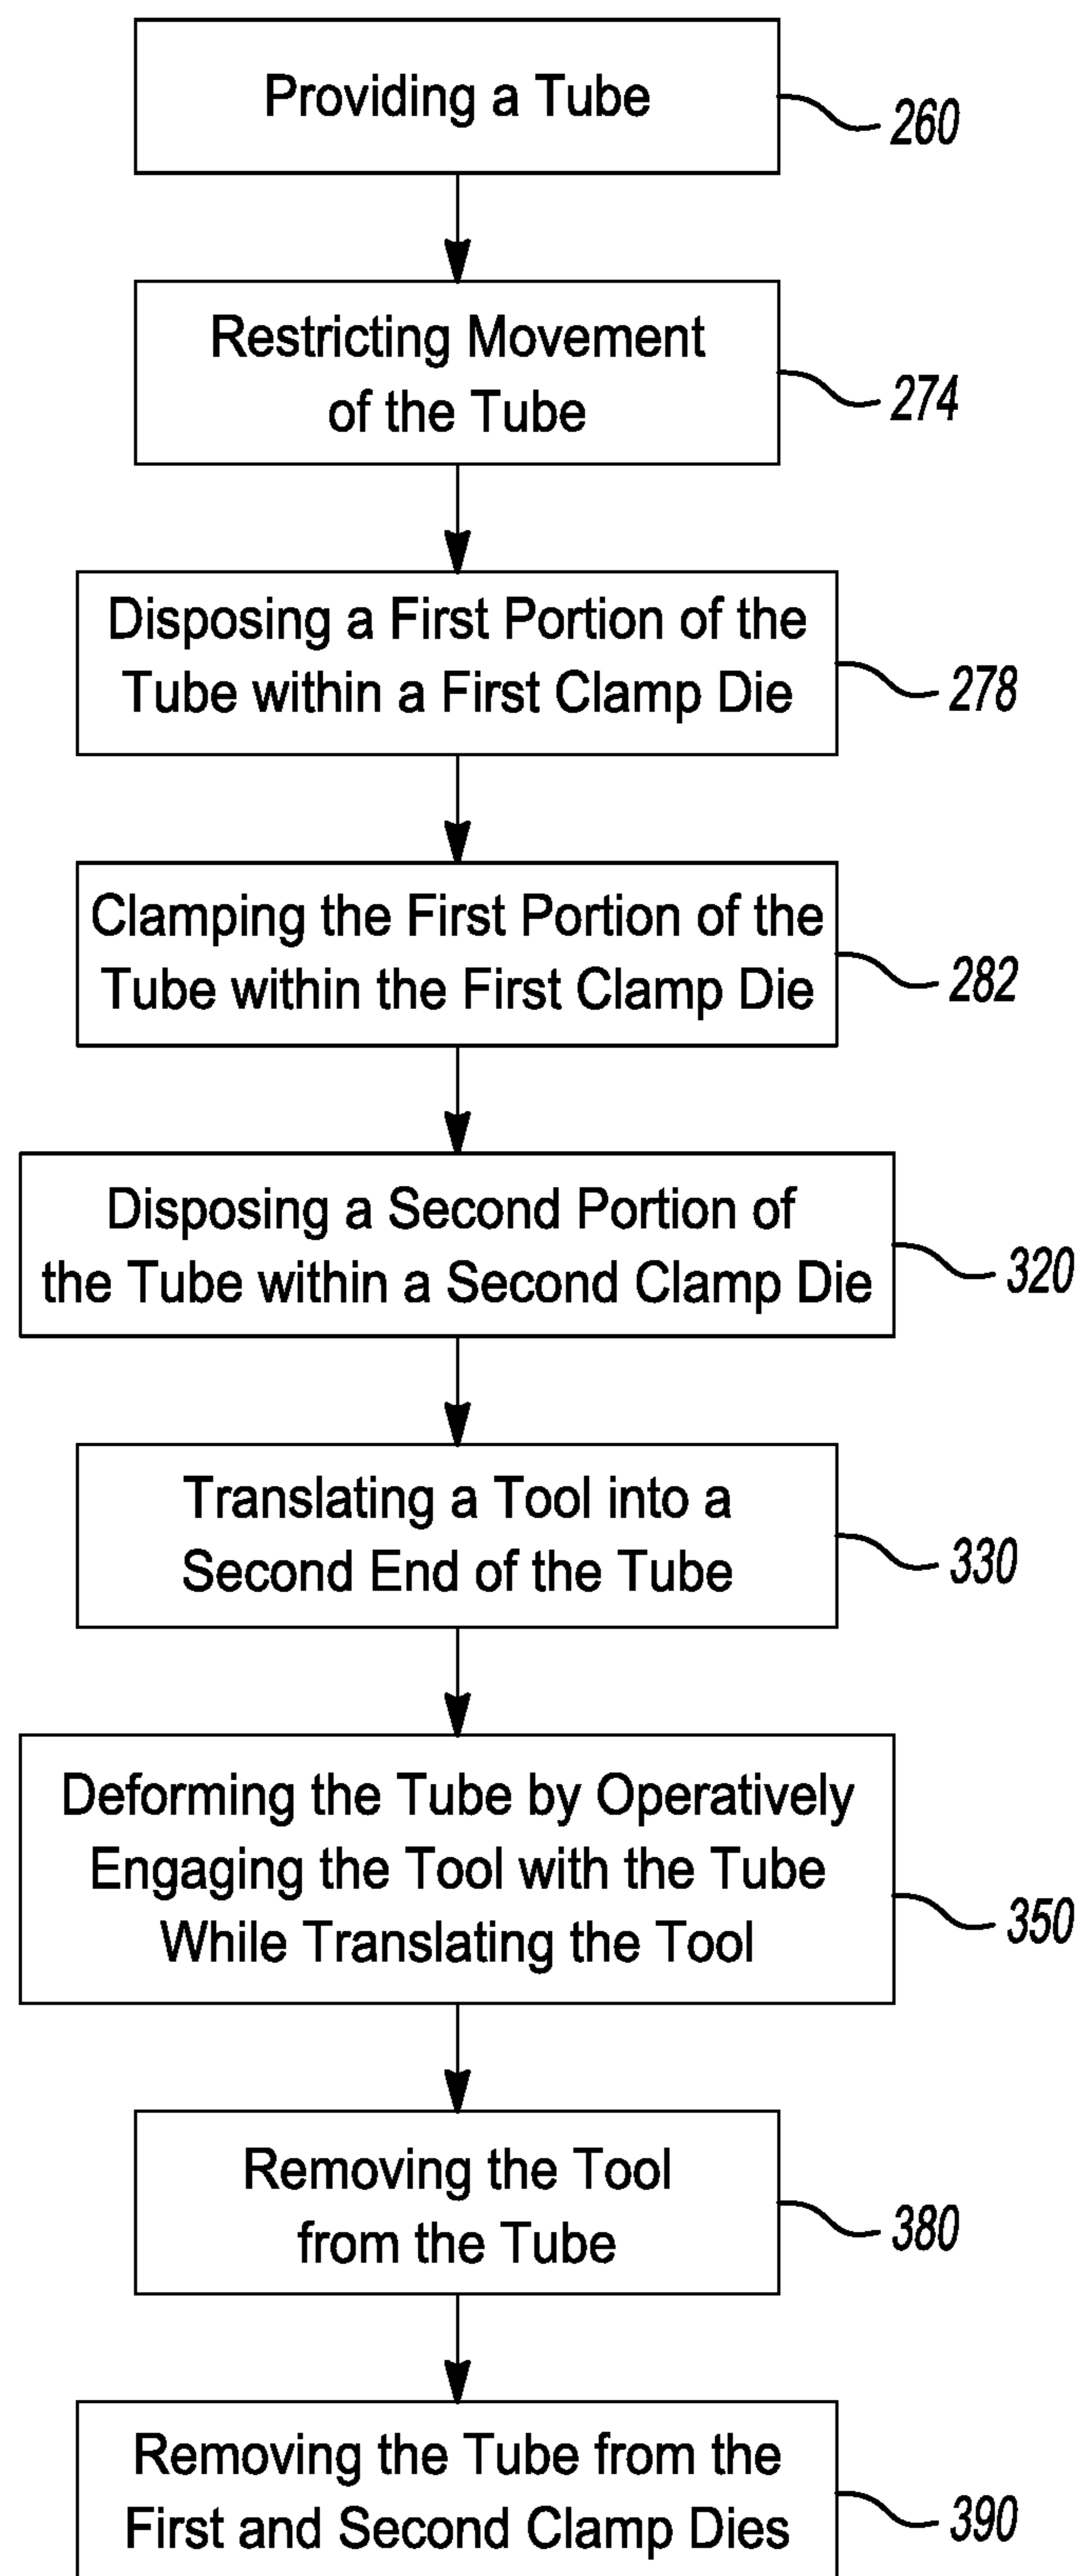 Providing a Tube
260
Restricting Movement
of the Tube
274
Disposing a First Portion of the
Tube within a First Clamp Die
278
Clamping the First Portion of the
Tube within the First Clamp Die
282
Disposing a Second Portion of
the Tube within a Second Clamp Die
320
Translating a Tool into a
Second End of the Tube
330
Deforming the Tube by Operatively
Engaging the Tool with the Tube
While Translating the Tool
350
Removing the Tool
from the Tube
380
Removing the Tube from the
First and Second Clamp Dies
390